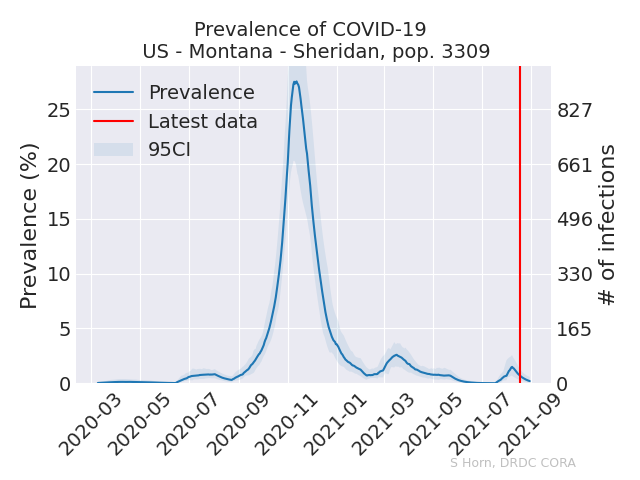 Prevalence of COVID-19
US - Montana - Sheridan, pop. 3309
Prevalence
Latest data
95CI
Prevalence (%)
25
20
15
10
5
0
827
661
496
330
165
0
# of infections
2020-03
2020-05
2020-07
2020-09
2020-11
2021-01
2021-03
2021-05
2021-07
2021-09
S Horn, DRDC CORA